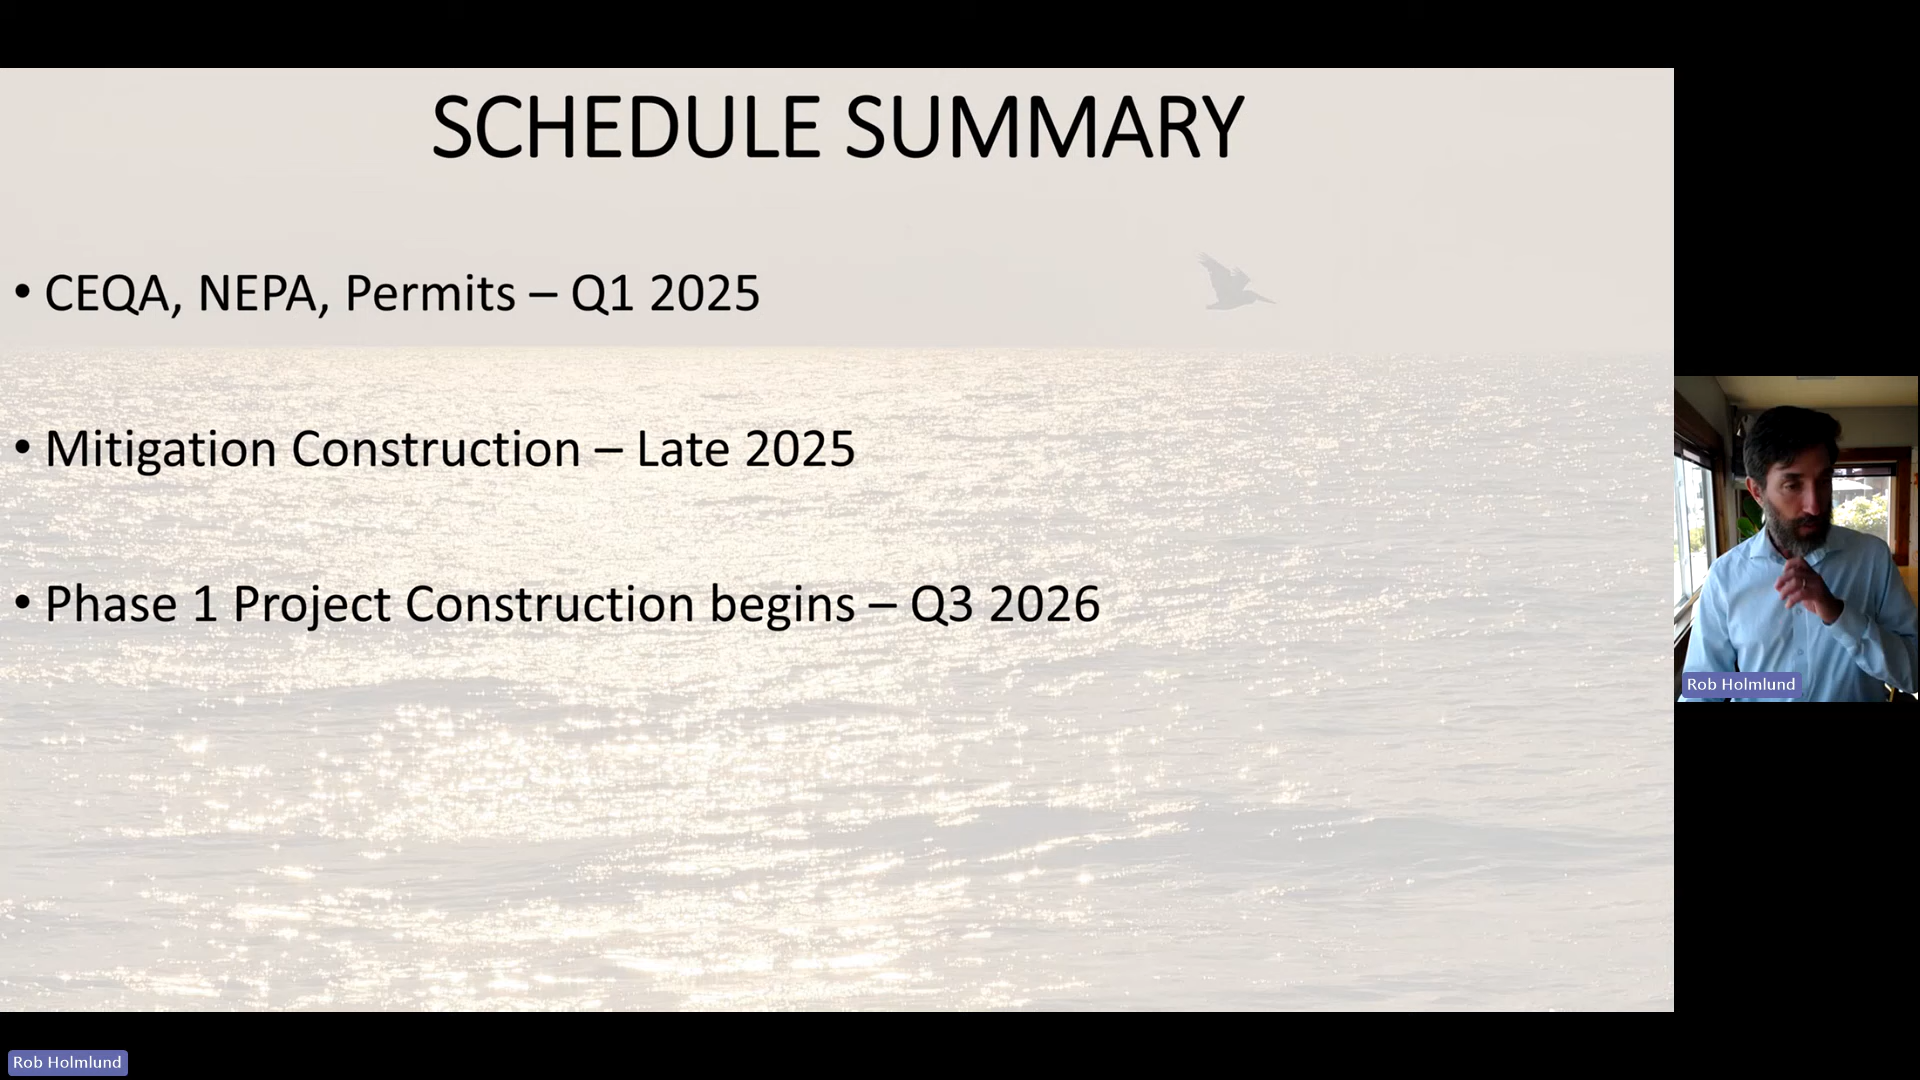 SCHEDULE SUMMARY
• CEQA, NEPA, Permits – Q1 2025
• Mitigation Construction – Late 2025
• Phase 1 Project Construction begins – Q3 2026
Rob Holmlund
Rob Holmlund